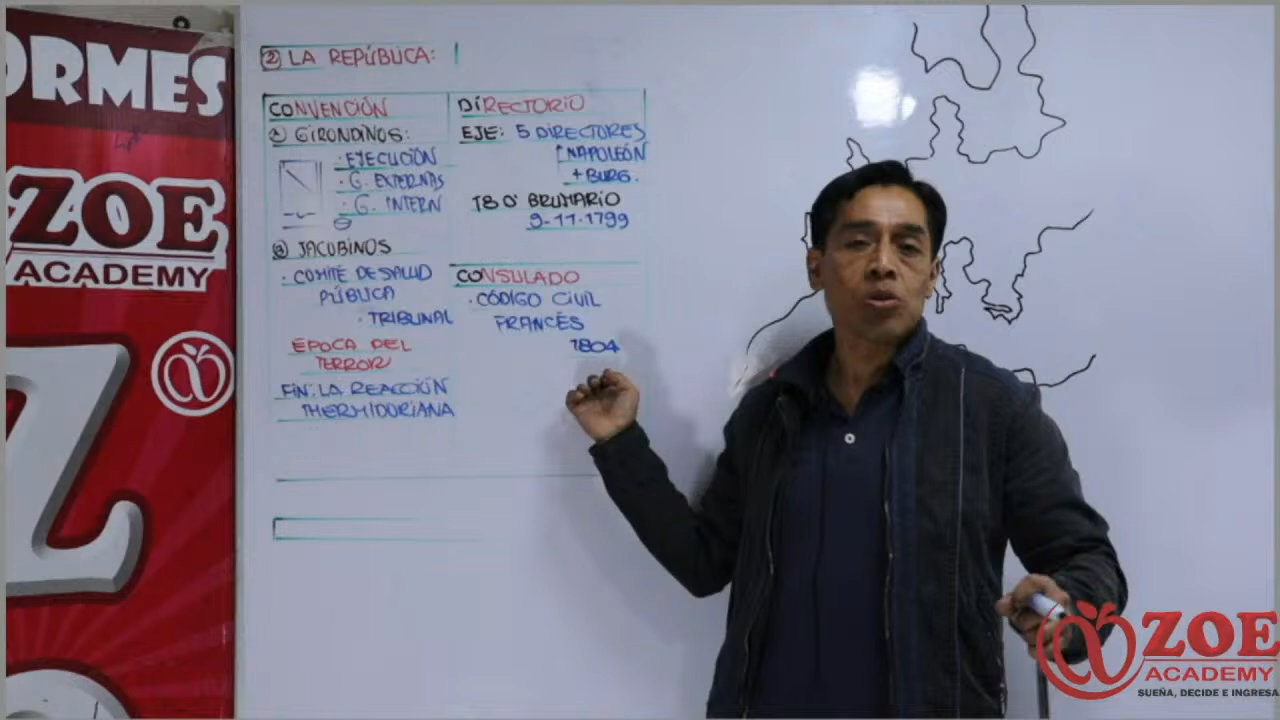 ORMES
ZOE
ACADEMY
② LA REPÚBLICA:
CONVENCIÓN
① GIRONDINOS:
· EJECUCIÓN
· G. EXTERNAS
· G. INTERN
② JACOBINOS
· COMITÉ DE SALUD
PÚBLICA
· TRIBUNAL
ÉPOCA DEL
TERROR
FIN: LA REACCIÓN
THERMIDORIANA
DIRECTORIO
EJE: 5 DIRECTORES
NAPOLEÓN
+ BURG.
18 O' BRUMARIO
9-11-1799
CONSULADO
· CÓDIGO CIVIL
FRANCÉS
1804
ZOE
ACADEMY
SUEÑA, DECIDE E INGRESA